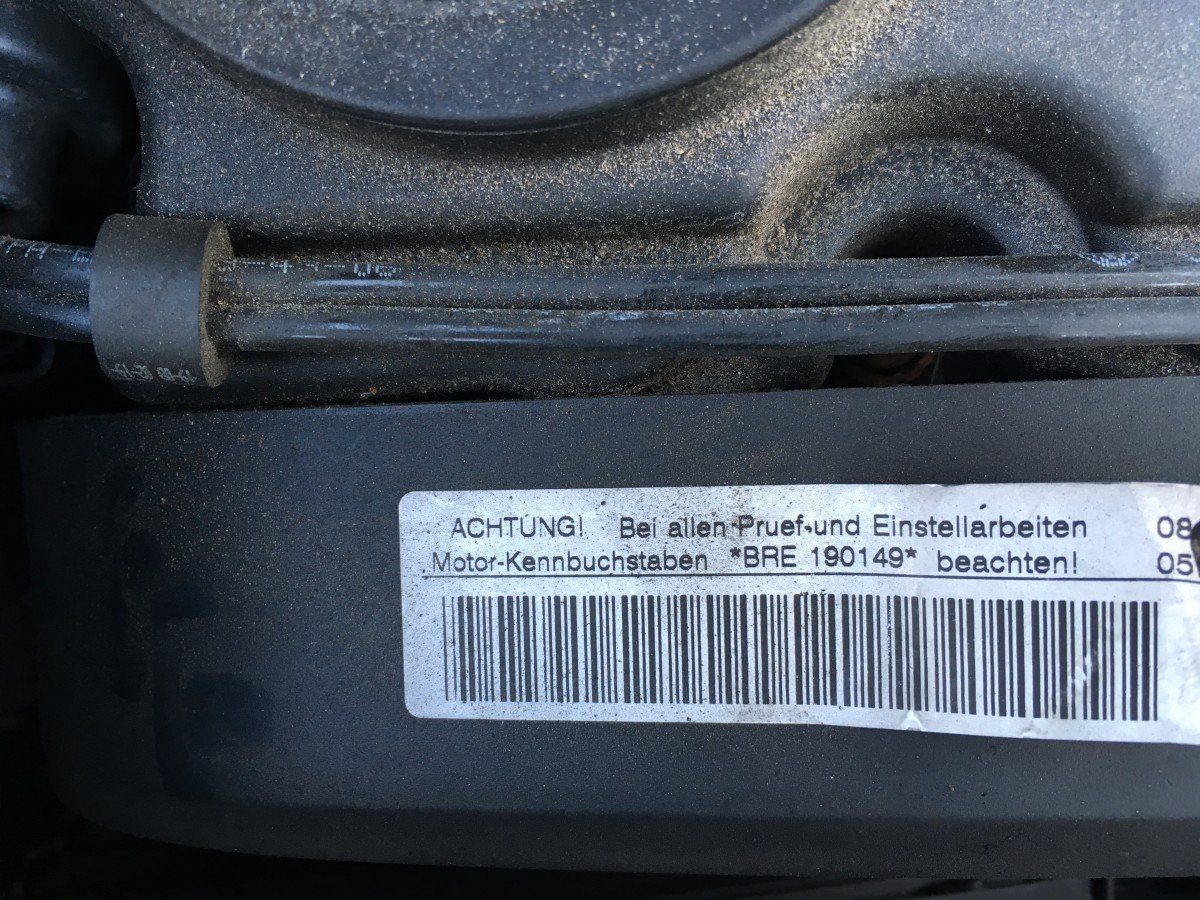 ACHTUNG! Bei allen Pruef-und Einstellarbeiten 08
Motor-Kennbuchstaben *BRE 190149* beachten! 05